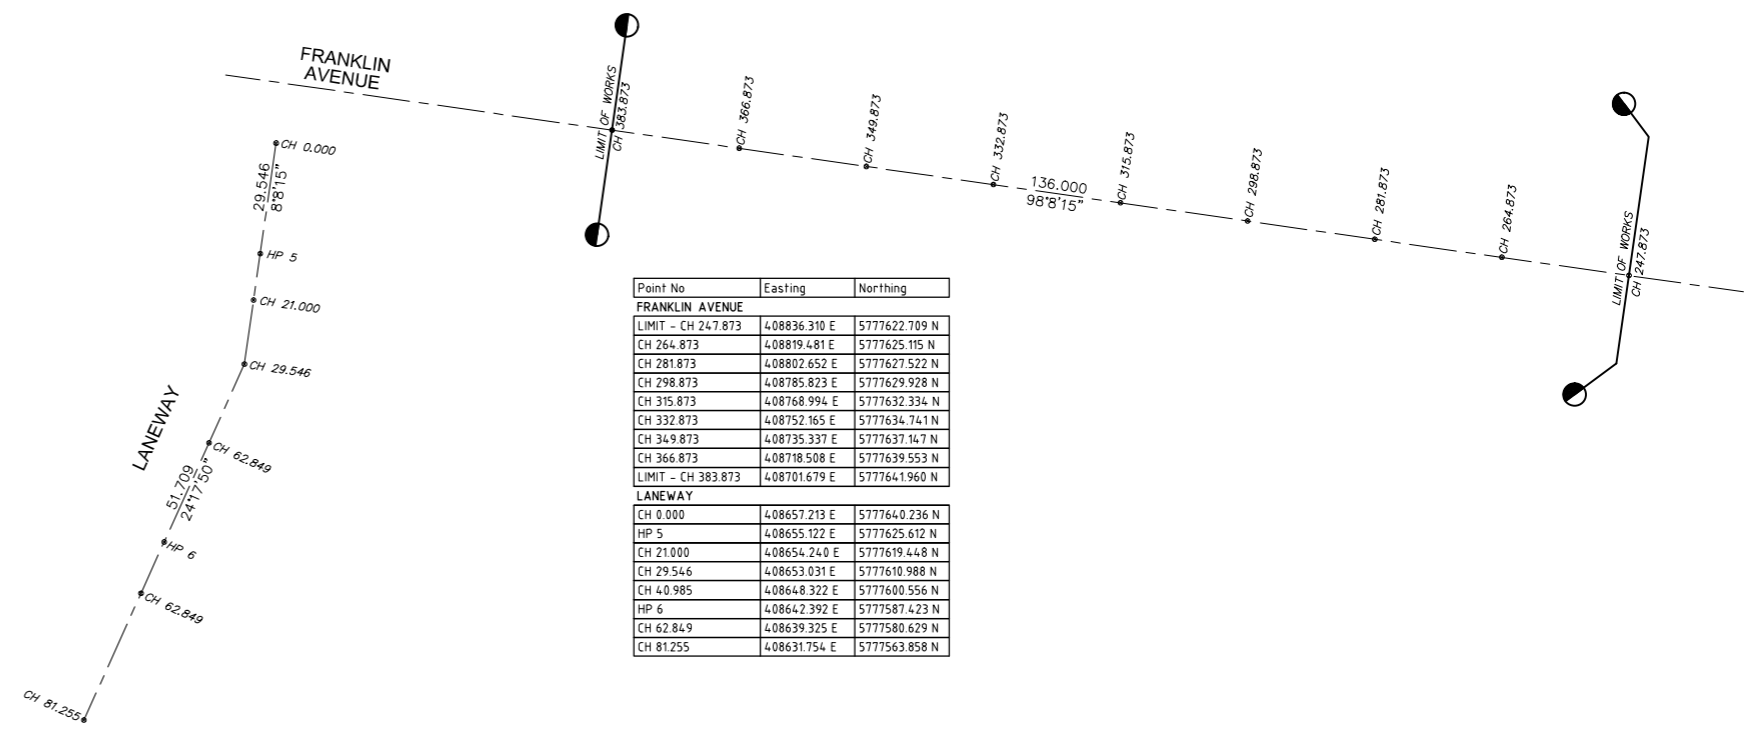 FRANKLIN
AVENUE
CH 0.000
29.546
8°8'15"
HP 5
CH 21.000
CH 29.546
LANEWAY
CH 62.849
51.709
24°17'50"
HP 6
CH 62.849
CH 81.255
LIMIT OF WORKS
CH 383.873
CH 366.873
CH 349.873
CH 332.873
136.000
98°8'15"
CH 315.873
CH 298.873
CH 281.873
CH 264.873
LIMIT OF WORKS
CH 247.873
Point No Easting Northing
FRANKLIN AVENUE
LIMIT - CH 247.873 408836.310 E 5777622.709 N
CH 264.873 408819.481 E 5777625.115 N
CH 281.873 408802.652 E 5777627.522 N
CH 298.873 408785.823 E 5777629.928 N
CH 315.873 408768.994 E 5777632.334 N
CH 332.873 408752.165 E 5777634.741 N
CH 349.873 408735.337 E 5777637.147 N
CH 366.873 408718.508 E 5777639.553 N
LIMIT - CH 383.873 408701.679 E 5777641.960 N
LANEWAY
CH 0.000 408657.213 E 5777640.236 N
HP 5 408655.122 E 5777625.612 N
CH 21.000 408654.240 E 5777619.448 N
CH 29.546 408653.031 E 5777610.988 N
CH 40.985 408648.322 E 5777600.556 N
HP 6 408642.392 E 5777587.423 N
CH 62.849 408639.325 E 5777580.629 N
CH 81.255 408631.754 E 5777563.858 N